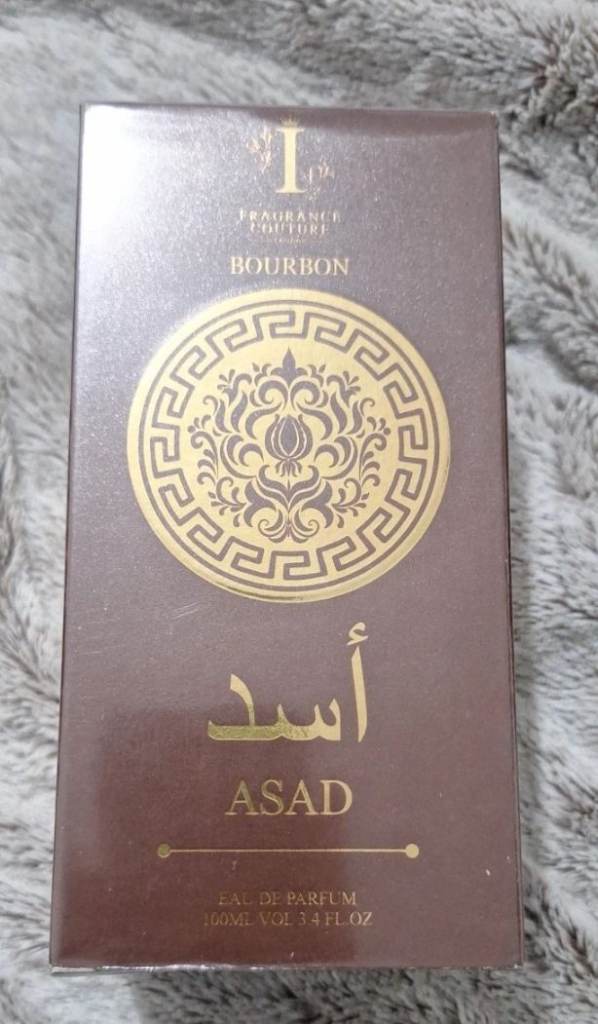 I
FRAGRANCE
COUTURE
BOURBON
أسد
ASAD
EAU DE PARFUM
100ML VOL 3.4 FL.OZ